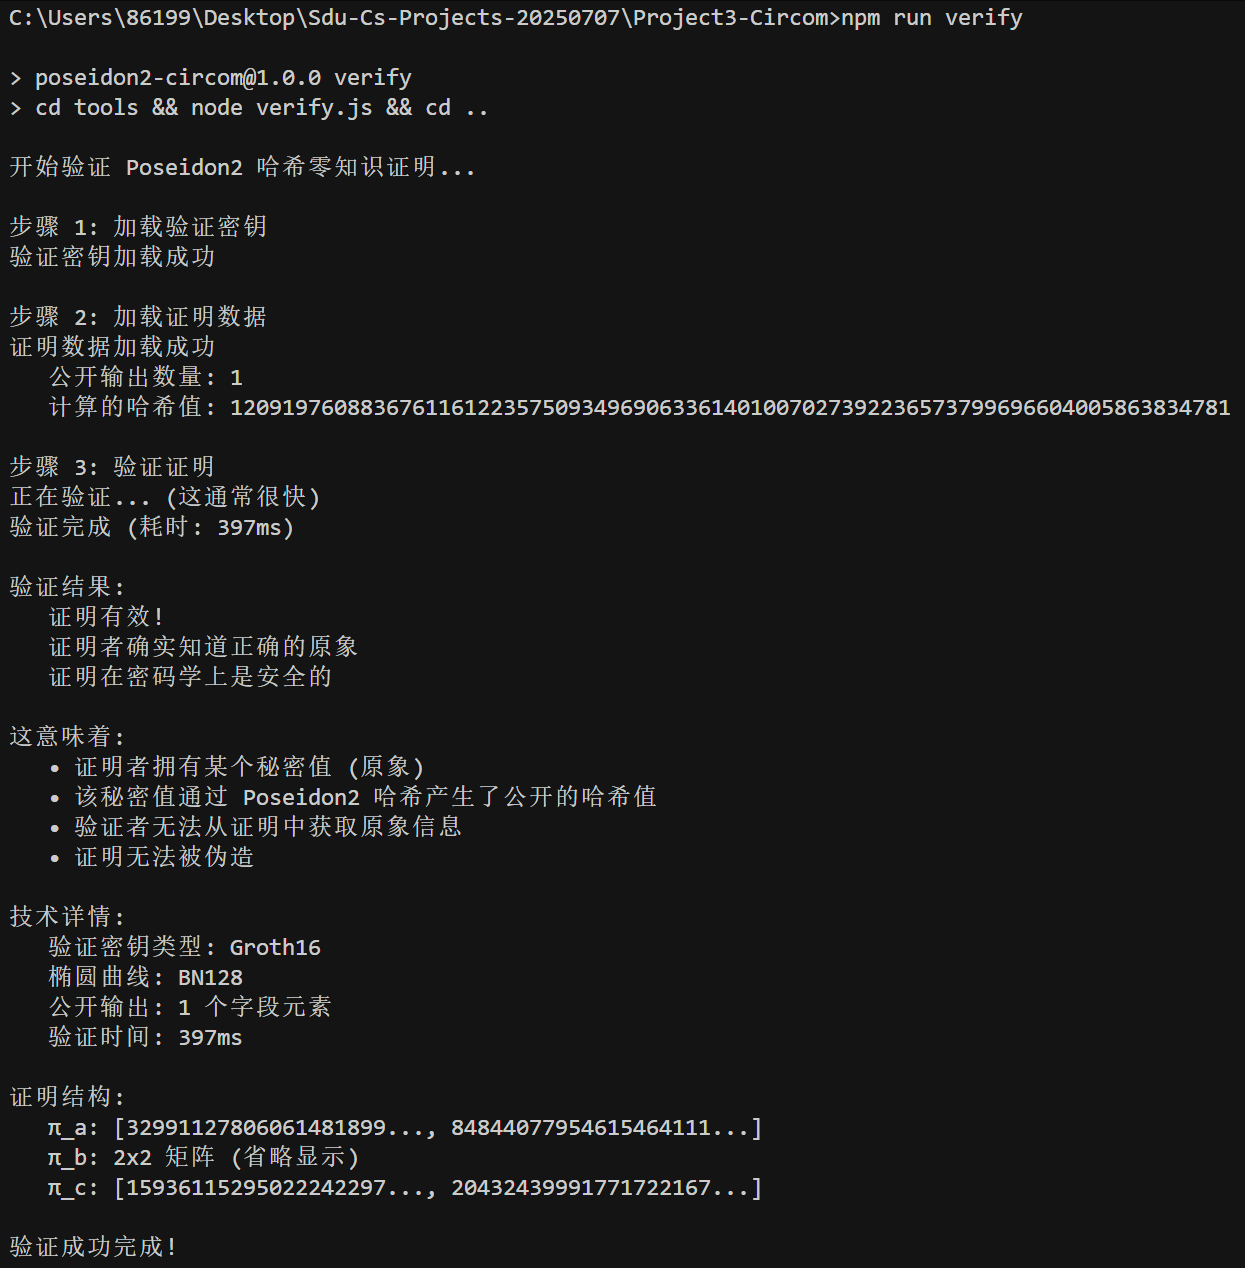 C:\Users\86199\Desktop\Sdu-Cs-Projects-20250707\Project3-Circom>npm run verify
> poseidon2-circom@1.0.0 verify
> cd tools && node verify.js && cd ..
开始验证 Poseidon2 哈希零知识证明...
步骤 1: 加载验证密钥
验证密钥加载成功
步骤 2: 加载证明数据
证明数据加载成功
公开输出数量: 1
计算的哈希值: 12091976088367611612235750934969063361401007027392236573799696604005863834781
步骤 3: 验证证明
正在验证... (这通常很快)
验证完成 (耗时: 397ms)
验证结果:
证明有效!
证明者确实知道正确的原象
证明在密码学上是安全的
这意味着:
• 证明者拥有某个秘密值 (原象)
• 该秘密值通过 Poseidon2 哈希产生了公开的哈希值
• 验证者无法从证明中获取原象信息
• 证明无法被伪造
技术详情:
验证密钥类型: Groth16
椭圆曲线: BN128
公开输出: 1 个字段元素
验证时间: 397ms
证明结构:
π_a: [32991127806061481899..., 84844077954615464111...]
π_b: 2x2 矩阵 (省略显示)
π_c: [15936115295022242297..., 20432439991771722167...]
验证成功完成!